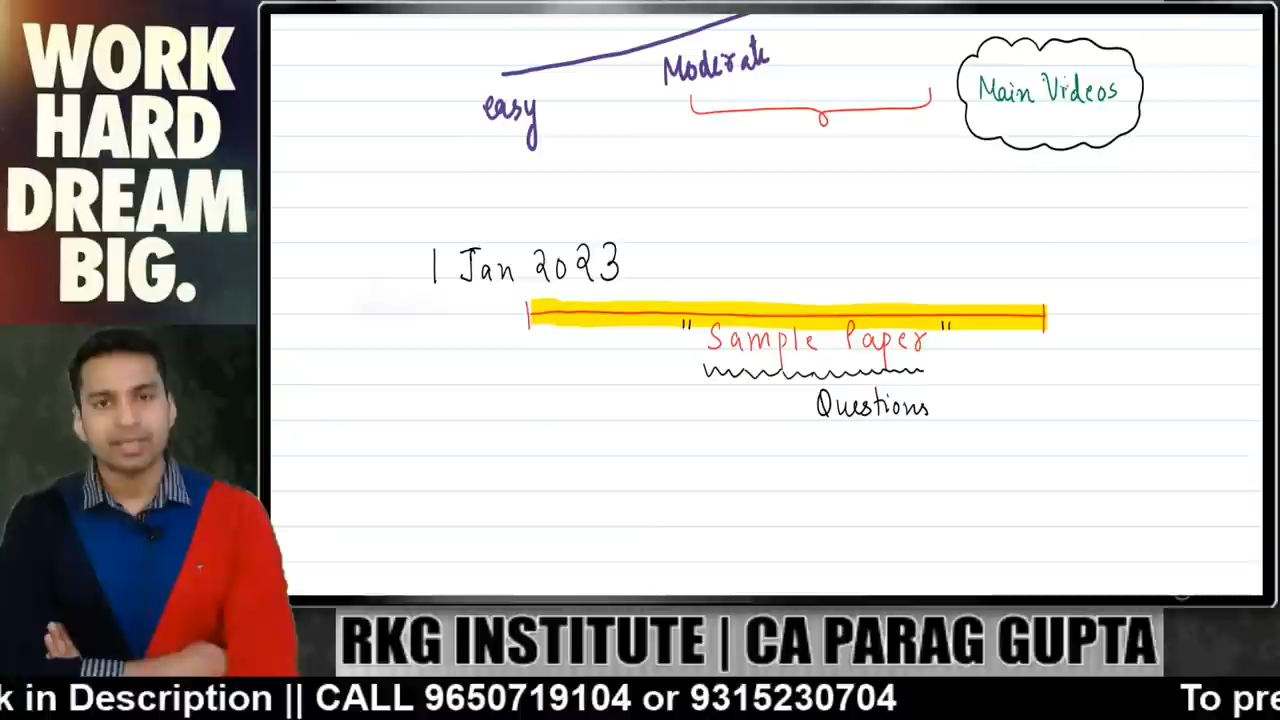 WORK
HARD
DREAM
BIG.
easy
Moderate
Main Videos
1 Jan 2023
"Sample Paper"
Questions
RKG INSTITUTE | CA PARAG GUPTA
k in Description || CALL 9650719104 or 9315230704
To pre